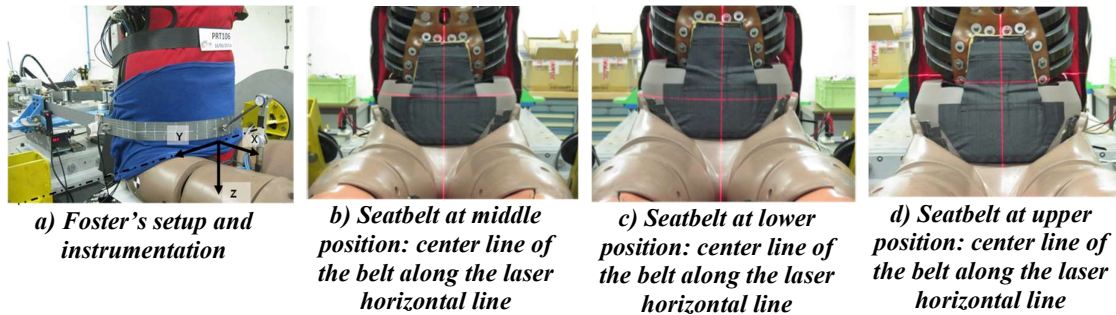 PRT106
Y
X
Z
a) Foster's setup and
instrumentation
b) Seatbelt at middle
position: center line of
the belt along the laser
horizontal line
c) Seatbelt at lower
position: center line of
the belt along the laser
horizontal line
d) Seatbelt at upper
position: center line of
the belt along the laser
horizontal line